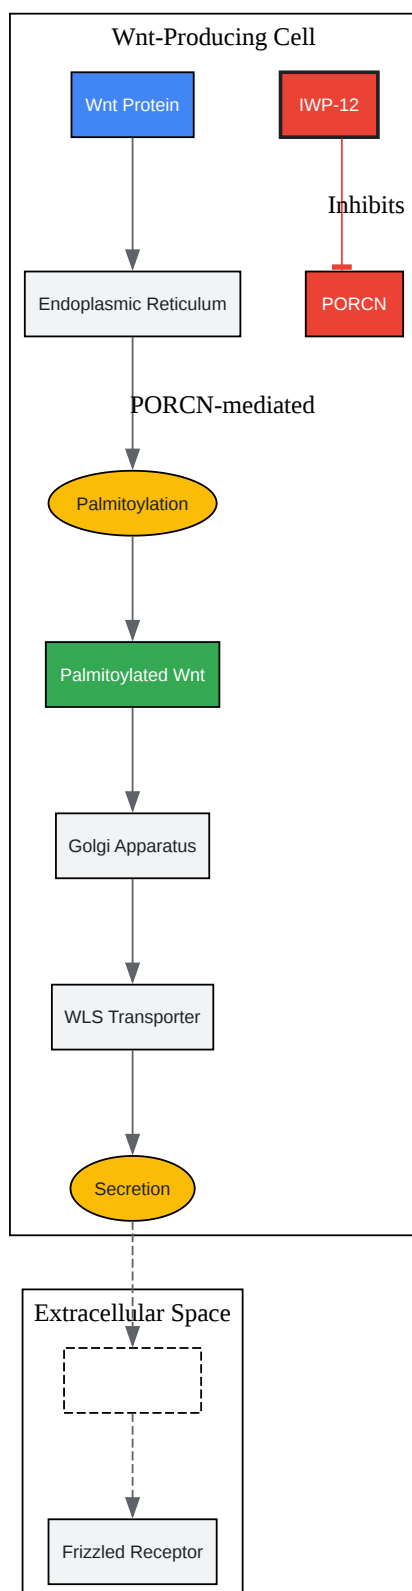 Wnt-Producing Cell
Wnt Protein
IWP-12
Inhibits
Endoplasmic Reticulum
PORCN
PORCN-mediated
Palmitoylation
Palmitoylated Wnt
Golgi Apparatus
WLS Transporter
Secretion
Extracellular Space
Frizzled Receptor